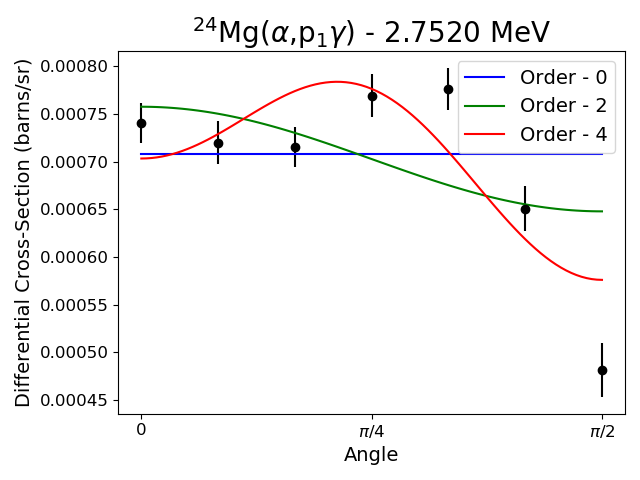 ²⁴Mg(α,p₁γ) - 2.7520 MeV
Differential Cross-Section (barns/sr)
0.00080
0.00075
0.00070
0.00065
0.00060
0.00055
0.00050
0.00045
Order - 0
Order - 2
Order - 4
0
π/4
π/2
Angle